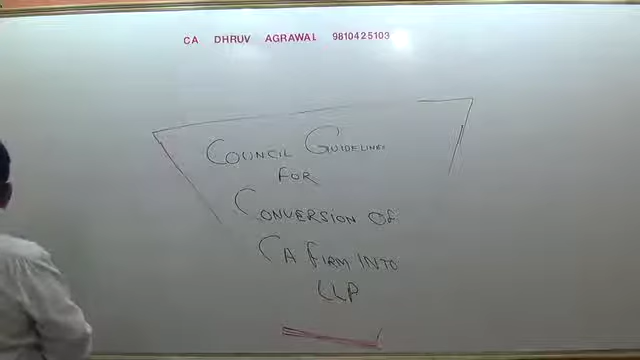 CA DHRUV AGRAWAL 9810425103
COUNCIL GUIDELINES
FOR
CONVERSION OF
CA FIRM INTO
LLP